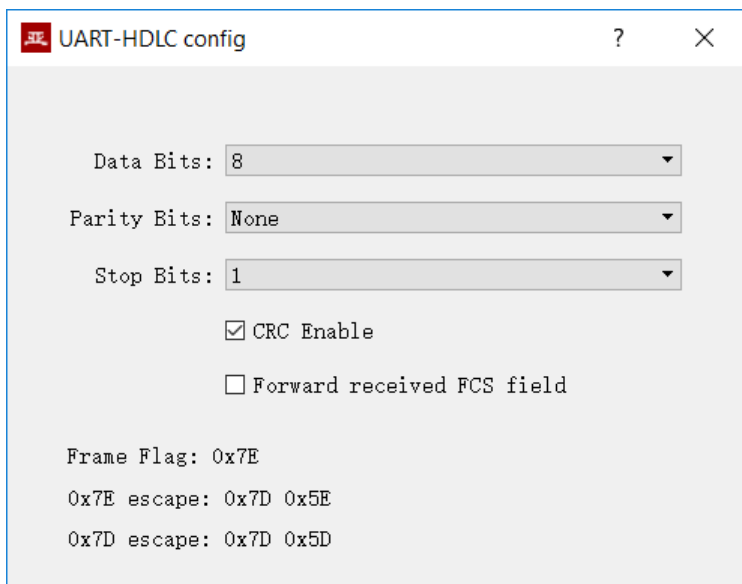 UART-HDLC config
Data Bits: 8
Parity Bits: None
Stop Bits: 1
CRC Enable
Forward received FCS field
Frame Flag: 0x7E
0x7E escape: 0x7D 0x5E
0x7D escape: 0x7D 0x5D